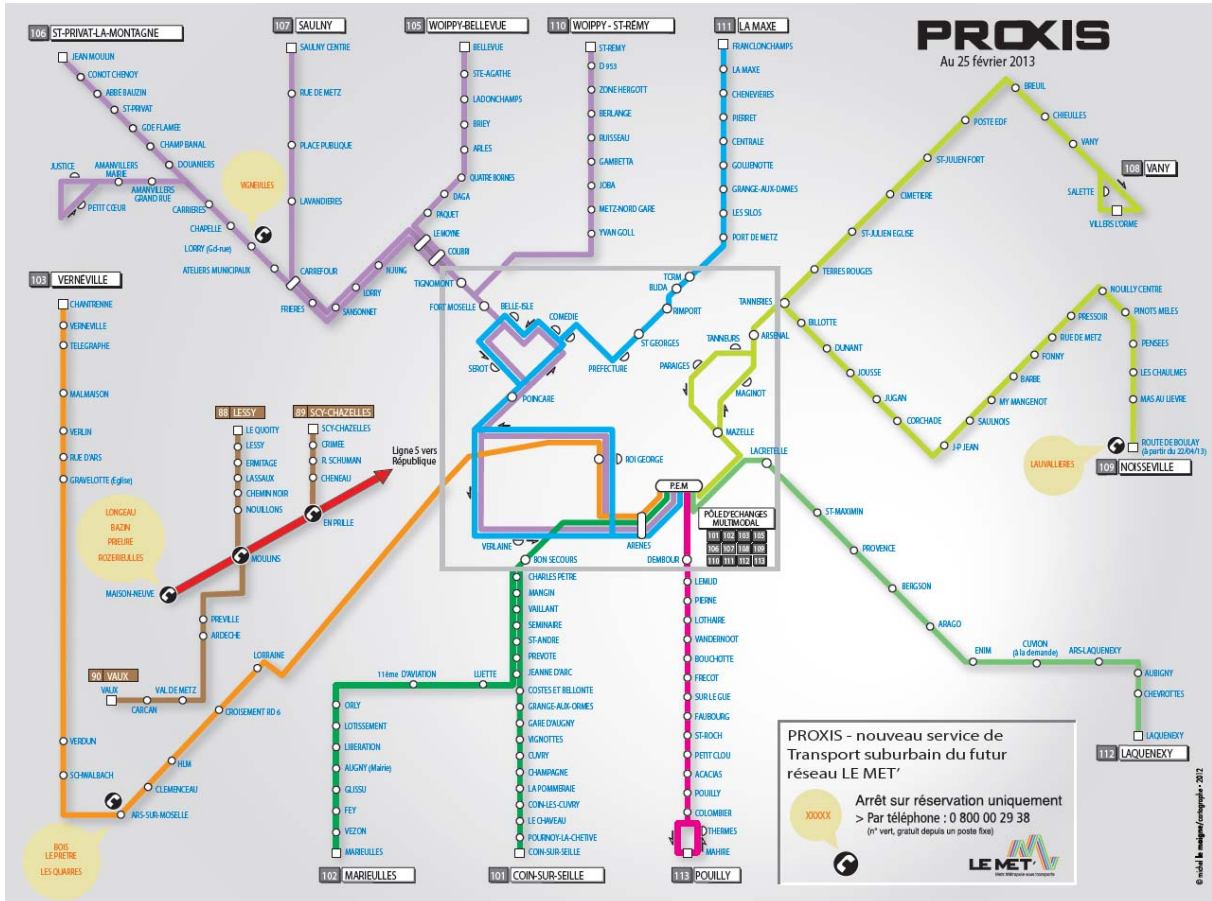 PROXIS
Au 25 février 2013
106 ST-PRIVAT-LA-MONTAGNE
JEAN MOULIN
CONOT CHENOY
ABBE BAUZIN
ST-PRIVAT
GDE FLAMÉE
CHAMP BANAL
DOUANIERS
JUSTICE
AMANVILLERS
MAIRIE
AMANVILLERS
GRAND RUE
PETIT CŒUR
CARRIERES
CHAPELLE
LORRY (Gd-rue)
ATELIERS MUNICIPAUX
VIGNEULLES
107 SAULNY
SAULNY CENTRE
RUE DE METZ
PLACE PUBLIQUE
LAVANDIERES
CARREFOUR
FRIERES
SANSONNET
LORRY
NJUNG
105 WOIPPY-BELLEVUE
BELLEVUE
STE-AGATHE
LADONCHAMPS
BRIEY
ARLES
QUATRE BORNES
DAGA
PAQUET
LE MOYNE
COUBRI
TIGNOMONT
FORT MOSELLE
110 WOIPPY - ST-RÉMY
ST-RÉMY
D 953
ZONE HERGOTT
BERLANGE
RUISSEAU
GAMBETTA
JOBA
METZ-NORD GARE
YVAN GOLL
111 LA MAXE
FRANCLONCHAMPS
LA MAXE
CHENEVIERES
PIERRET
CENTRALE
GOUJENOTTE
GRANGE-AUX-DAMES
LES SILOS
PORT DE METZ
TCRM
BUDA
RIMPORT
ST GEORGES
PREFECTURE
COMEDIE
BELLE-ISLE
SEROT
POINCARE
108 VANY
BREUIL
CHIEULLES
VANY
SALETTE
VILLERS L'ORME
POSTE EDF
ST-JULIEN FORT
CIMETIERE
ST-JULIEN EGLISE
TERRES ROUGES
TANNERIES
ARSENAL
TANNEURS
PARAIGES
MAGINOT
MAZELLE
BILLOTTE
DUNANT
JOUSSE
JUGAN
CORCHADE
J-P JEAN
SAULNOIS
MY MANGENOT
BARBE
FONNY
RUE DE METZ
PRESSOIR
NOUILLY CENTRE
PINOTS MELES
PENSEES
LES CHAULMES
MAS AU LIEVRE
ROUTE DE BOULAY
(à partir du 22/04/13)
109 NOISSEVILLE
LAUVALLIERES
103 VERNÉVILLE
CHANTRENNE
VERNEVILLE
TELEGRAPHE
MALMAISON
VERLIN
RUE D'ARS
GRAVELOTTE (Église)
VERDUN
SCHWALBACH
ARS-SUR-MOSELLE
CLEMENCEAU
HLM
CROISEMENT RD 6
LORRAINE
BOIS
LE PRETRE
LES QUARRES
LONGEAU
BAZIN
PRIEURE
ROZERIEULLES
88 LESSY
LE QUOITY
LESSY
ERMITAGE
LASSAUX
CHEMIN NOIR
NOUILLONS
MOULINS
MAISON-NEUVE
89 SCY-CHAZELLES
SCY-CHAZELLES
CRIMÉE
R. SCHUMAN
CHENEAU
EN PRILLE
Ligne 5 vers
République
PREVILLE
ARDECHE
90 VAUX
VAUX
CARCAN
VAL DE METZ
ROI GEORGE
P.E.M
PÔLE D'ECHANGES
MULTIMODAL
101 102 103 105
106 107 108 109
110 111 112 113
VERLAINE
ARENES
BON SECOURS
CHARLES PÊTRE
MANGIN
VAILLANT
SEMINAIRE
ST-ANDRE
PREVOTE
JEANNE D'ARC
COSTES ET BELLONTE
GRANGE-AUX-ORMES
GARE D'AUGNY
VIGNOTTES
CUVRY
CHAMPAGNE
LA POMMERAIE
COIN-LES-CUVRY
LE CHAVEAU
POURNOY-LA-CHETIVE
COIN-SUR-SEILLE
101 COIN-SUR-SEILLE
LUETTE
11ème D'AVIATION
ORLY
LOTISSEMENT
LIBERATION
AUGNY (Mairie)
GLISSU
FEY
VEZON
MARIEULLES
102 MARIEULLES
DEMBOUR
LEMUD
PIERNE
LOTHAIRE
VANDERNOOT
BOUCHOTTE
FRECOT
SUR LE GUE
FAUBOURG
ST-ROCH
PETIT CLOU
ACACIAS
POUILLY
COLOMBIER
THERMES
MAHIRE
113 POUILLY
LACRETELLE
ST-MAXIMIN
PROVENCE
BERGSON
ARAGO
ENIM
CUVION
(à la demande)
ARS-LAQUENEXY
AUBIGNY
CHEVROTTES
LAQUENEXY
112 LAQUENEXY
PROXIS - nouveau service de
Transport suburbain du futur
réseau LE MET'
XXXXX
Arrêt sur réservation uniquement
> Par téléphone : 0 800 00 29 38
(n° vert, gratuit depuis un poste fixe)
LE MET'
© michel le moigne/cartographe - 2012